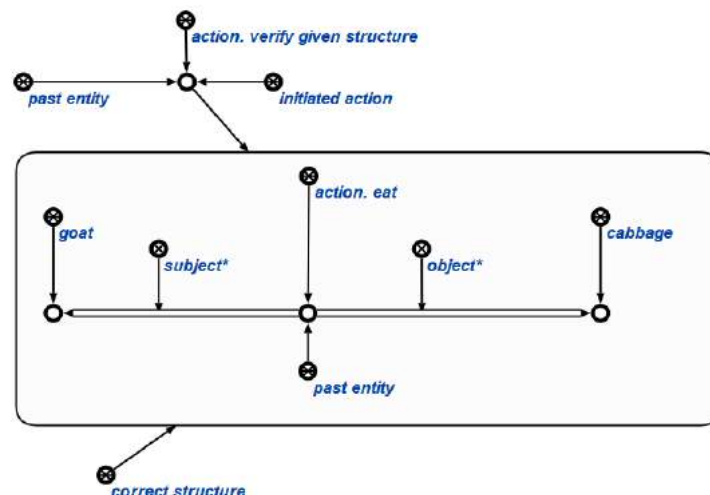 action. verify given structure
past entity
initiated action
action. eat
goat
cabbage
subject*
object*
past entity
correct structure